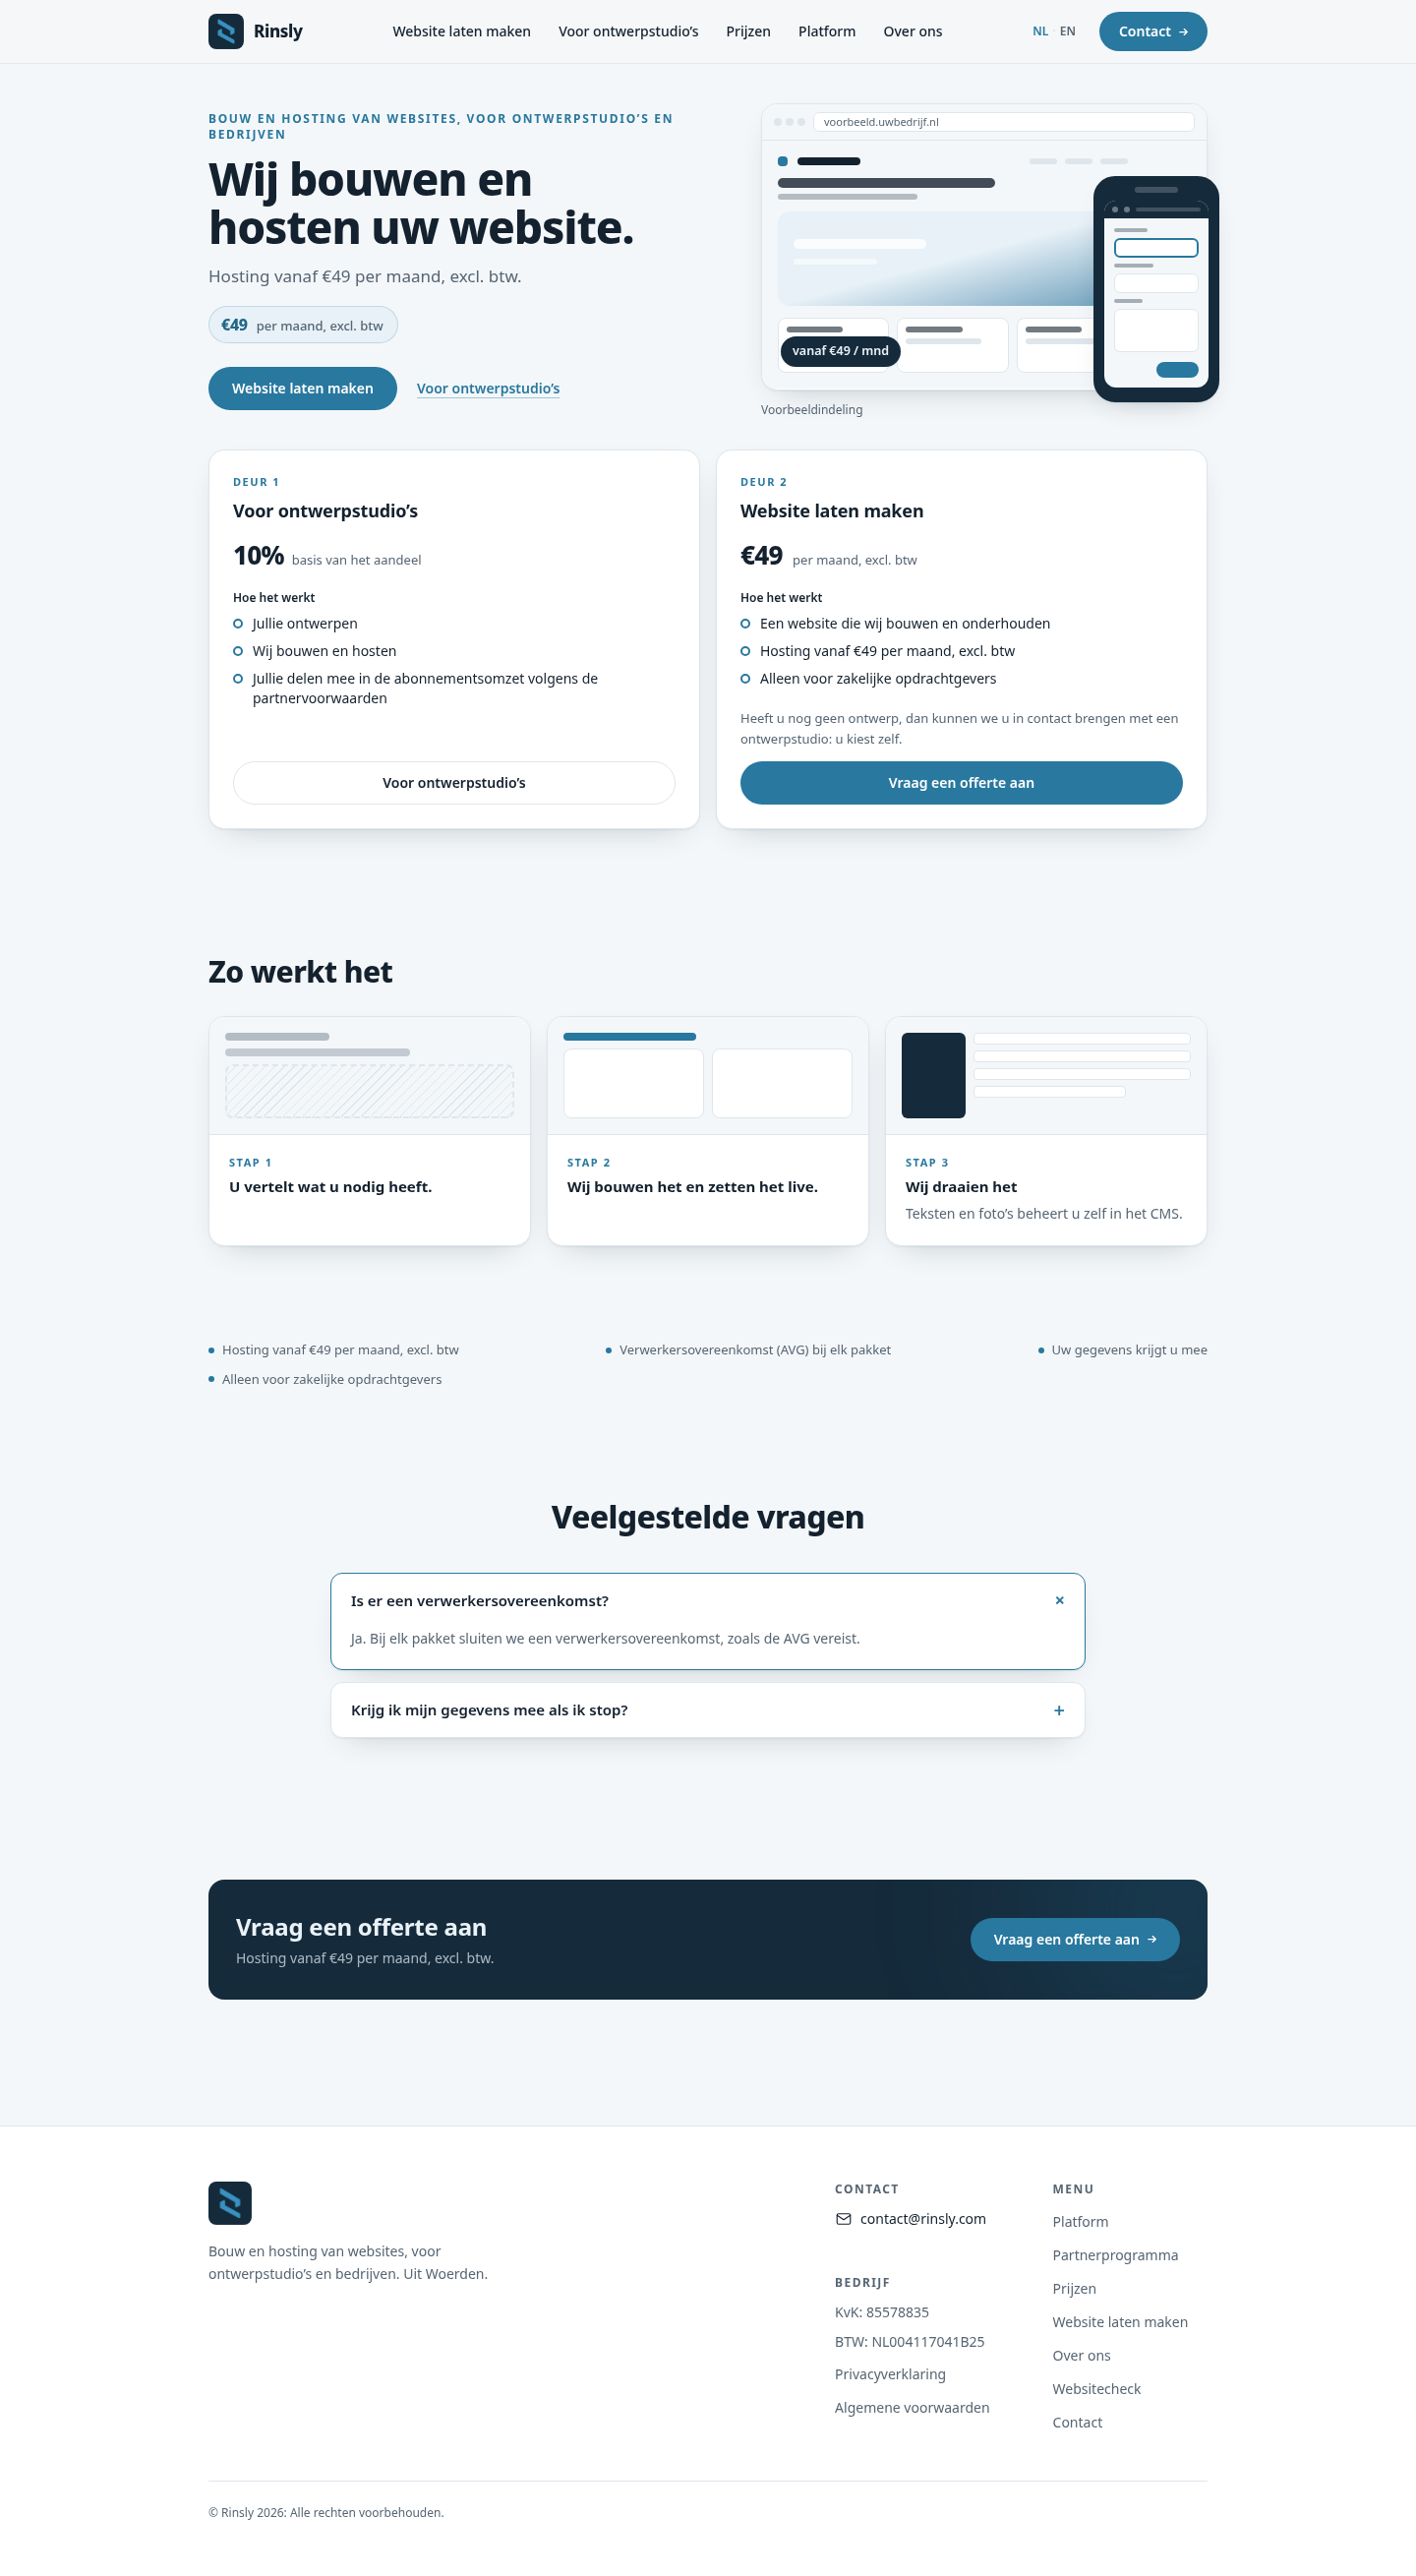 Rinsly
Website laten maken
Voor ontwerpstudio’s
Prijzen
Platform
Over ons
NL
EN
Contact →
BOUW EN HOSTING VAN WEBSITES, VOOR ONTWERPSTUDIO’S EN
BEDRIJVEN
Wij bouwen en
hosten uw website.
Hosting vanaf €49 per maand, excl. btw.
€49 per maand, excl. btw
Website laten maken
Voor ontwerpstudio’s
voorbeeld.uwbedrijf.nl
vanaf €49 / mnd
Voorbeeldindeling
DEUR 1
Voor ontwerpstudio’s
10% basis van het aandeel
Hoe het werkt
Jullie ontwerpen
Wij bouwen en hosten
Jullie delen mee in de abonnementsomzet volgens de
partnervoorwaarden
Voor ontwerpstudio’s
DEUR 2
Website laten maken
€49 per maand, excl. btw
Hoe het werkt
Een website die wij bouwen en onderhouden
Hosting vanaf €49 per maand, excl. btw
Alleen voor zakelijke opdrachtgevers
Heeft u nog geen ontwerp, dan kunnen we u in contact brengen met een
ontwerpstudio: u kiest zelf.
Vraag een offerte aan
Zo werkt het
STAP 1
U vertelt wat u nodig heeft.
STAP 2
Wij bouwen het en zetten het live.
STAP 3
Wij draaien het
Teksten en foto’s beheert u zelf in het CMS.
Hosting vanaf €49 per maand, excl. btw
Verwerkersovereenkomst (AVG) bij elk pakket
Uw gegevens krijgt u mee
Alleen voor zakelijke opdrachtgevers
Veelgestelde vragen
Is er een verwerkersovereenkomst?
Ja. Bij elk pakket sluiten we een verwerkersovereenkomst, zoals de AVG vereist.
Krijg ik mijn gegevens mee als ik stop?
Vraag een offerte aan
Hosting vanaf €49 per maand, excl. btw.
Vraag een offerte aan →
Bouw en hosting van websites, voor
ontwerpstudio’s en bedrijven. Uit Woerden.
CONTACT
contact@rinsly.com
BEDRIJF
KvK: 85578835
BTW: NL004117041B25
Privacyverklaring
Algemene voorwaarden
MENU
Platform
Partnerprogramma
Prijzen
Website laten maken
Over ons
Websitecheck
Contact
© Rinsly 2026: Alle rechten voorbehouden.